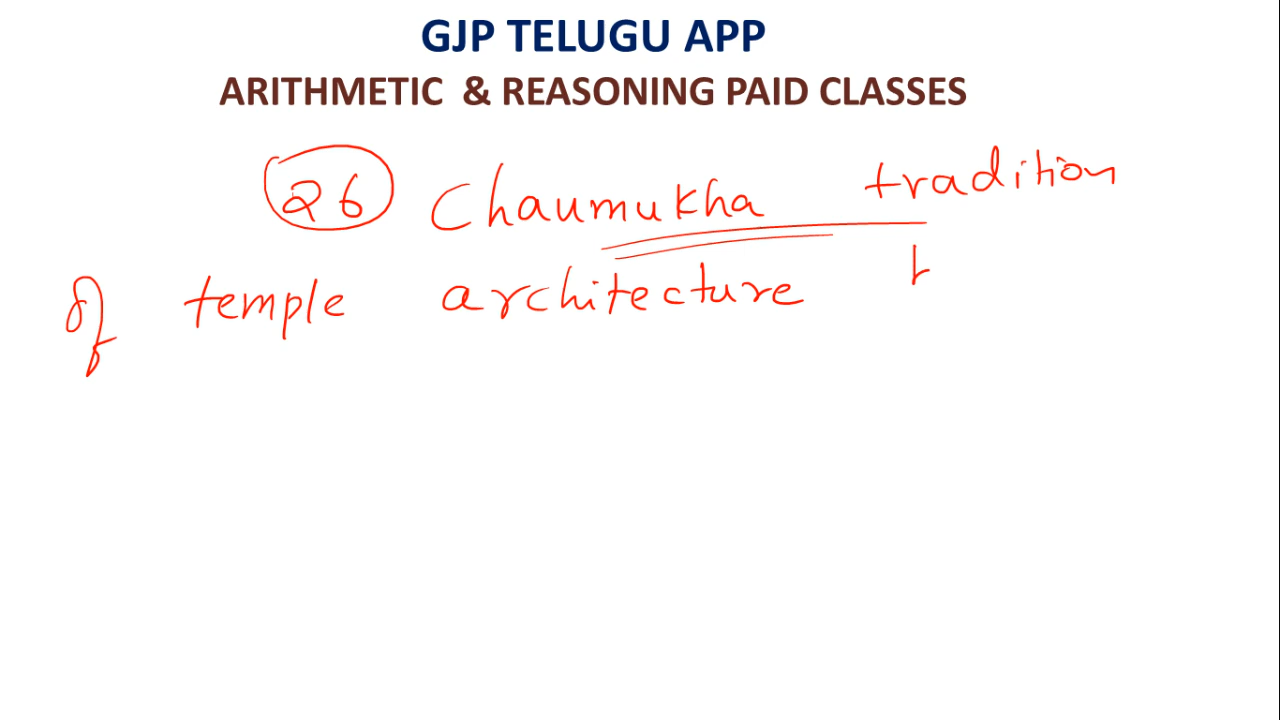 GJP TELUGU APP
ARITHMETIC & REASONING PAID CLASSES
26 Chaumukha tradition
of temple architecture